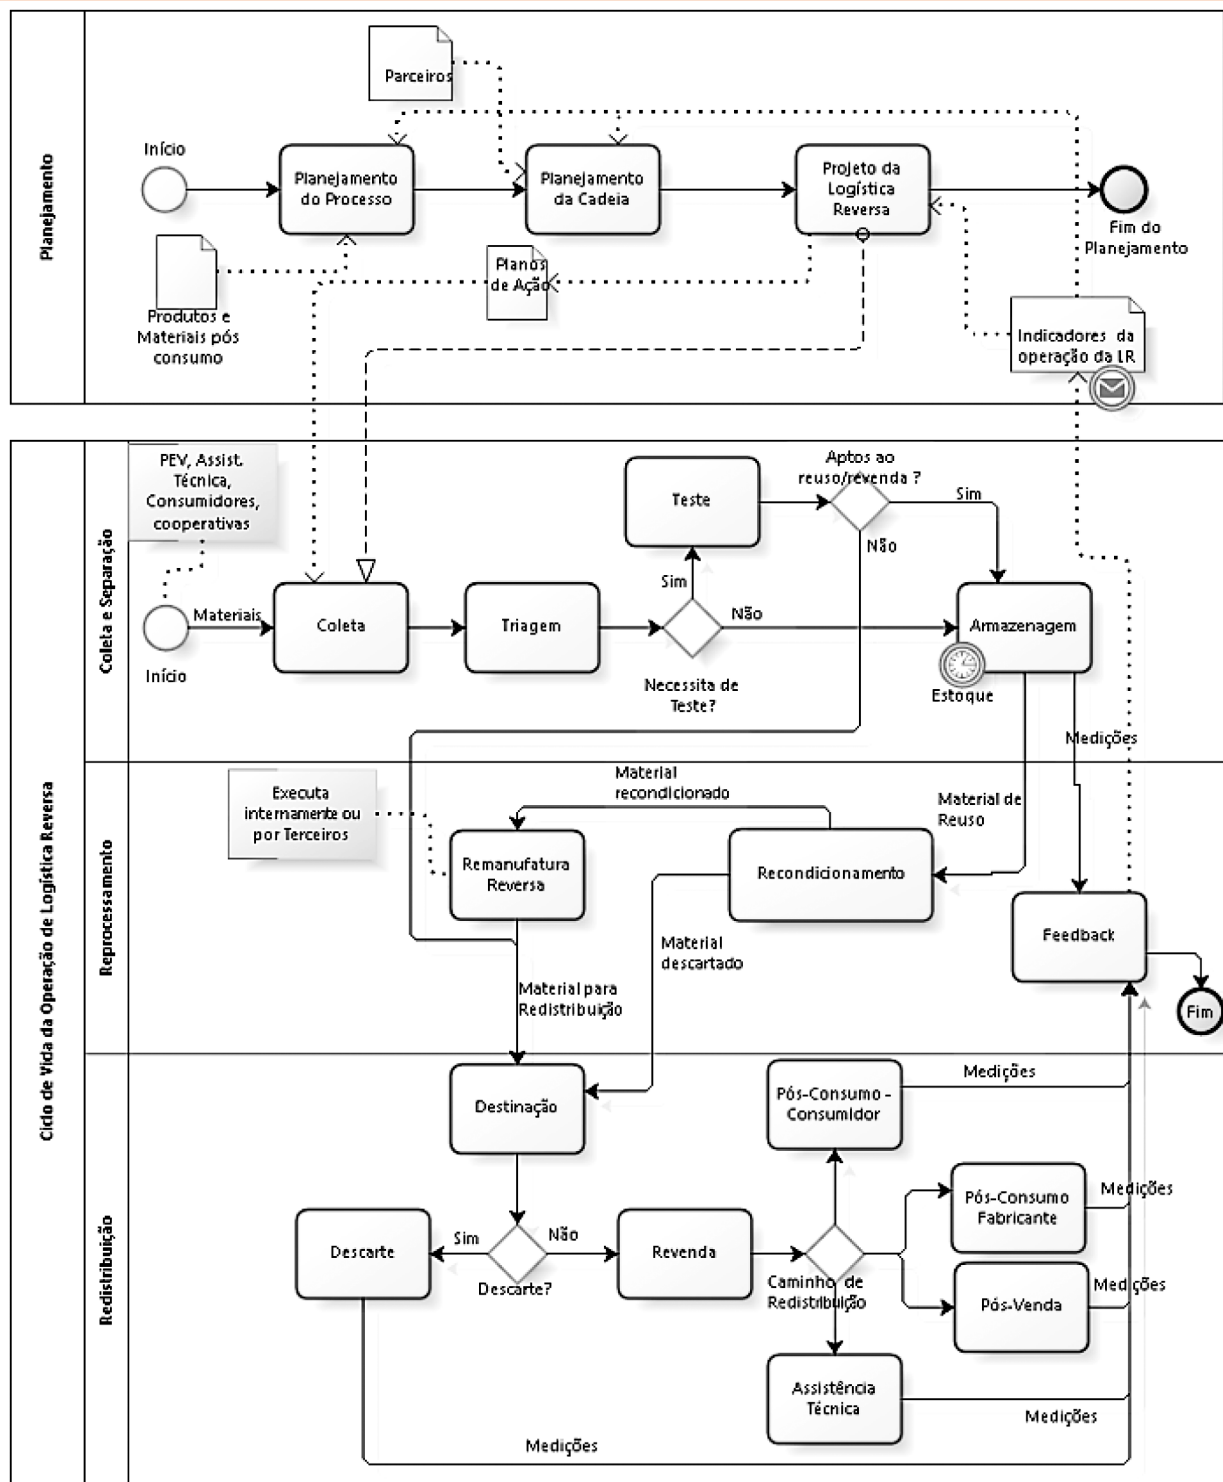 Planejamento
Parceiros
Início
Planejamento
do Processo
Planejamento
da Cadeia
Projeto da
Logística
Reversa
Fim do
Planejamento
Produtos e
Materiais pós
consumo
Planos
de Ação
Indicadores da
operação da LR
Ciclo de Vida da Operação de Logística Reversa
Coleta e Separação
PEV, Assist.
Técnica,
Consumidores,
cooperativas
Início
Materiais
Coleta
Triagem
Necessita de
Teste?
Sim
Não
Teste
Aptos ao
reuso/revenda ?
Sim
Não
Armazenagem
Estoque
Medições
Reprocessamento
Executa
internamente ou
por Terceiros
Material
recondicionado
Material de
Reuso
Remanufatura
Reversa
Recondicionamento
Material
descartado
Feedback
Fim
Material para
Redistribuição
Redistribuição
Destinação
Descarte?
Sim
Não
Descarte
Revenda
Caminho de
Redistribuição
Pós-Consumo -
Consumidor
Medições
Pós-Consumo
Fabricante
Medições
Pós-Venda
Medições
Assistência
Técnica
Medições
Medições